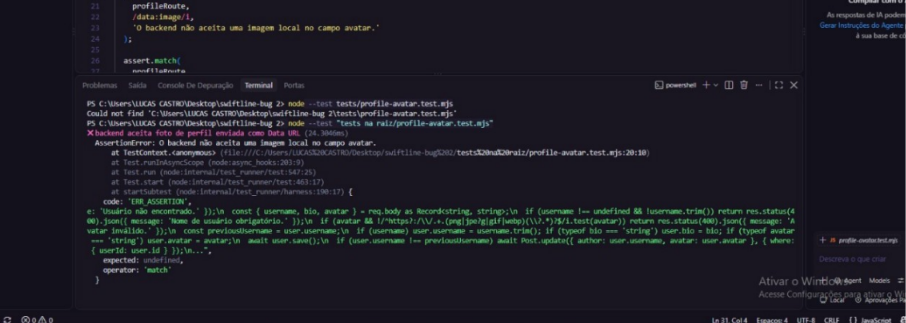 21 profileRoute,
22 /data:image/i,
23 'O backend não aceita uma imagem local no campo avatar.'
24 );
25
26 assert.match(
27 profileRoute
Compilar com o
As respostas de IA podem
Gerar Instruções do Agente
à sua base de có
Problemas Saída Console De Depuração Terminal Portas
powershell
PS C:\Users\LUCAS CASTRO\Desktop\swiftline-bug 2> node --test tests/profile-avatar.test.mjs
Could not find 'C:\Users\LUCAS CASTRO\Desktop\swiftline-bug 2\tests\profile-avatar.test.mjs'
PS C:\Users\LUCAS CASTRO\Desktop\swiftline-bug 2> node --test "tests na raiz/profile-avatar.test.mjs"
backend aceita foto de perfil enviada como Data URL (24.3046ms)
AssertionError: O backend não aceita uma imagem local no campo avatar.
at TestContext.<anonymous> (file:///C:/Users/LUCAS%20CASTRO/Desktop/swiftline-bug%202/tests%20na%20raiz/profile-avatar.test.mjs:20:10)
at Test.runInAsyncScope (node:async_hooks:203:9)
at Test.run (node:internal/test_runner/test:547:25)
at Test.start (node:internal/test_runner/test:463:17)
at startSubtest (node:internal/test_runner/harness:190:17) {
code: 'ERR_ASSERTION',
e: 'Usuário não encontrado.' });\n const { username, bio, avatar } = req.body as Record<string, string>;\n if (username !== undefined && !username.trim()) return res.status(4
00).json({ message: 'Nome de usuário obrigatório.' });\n if (avatar && !/^https?:/\\/.+.(png|jpe?g|gif|webp)(\\?.*)?$/i.test(avatar)) return res.status(400).json({ message: 'A
vatar inválido.' });\n const previousUsername = user.username;\n if (username) user.username = username.trim(); if (typeof bio === 'string') user.bio = bio; if (typeof avatar
=== 'string') user.avatar = avatar;\n await user.save();\n if (user.username !== previousUsername) await Post.update({ author: user.username, avatar: user.avatar }, { where:
{ userId: user.id } });\n...",
expected: undefined,
operator: 'match'
}
Descreva o que criar
Ativar o Windows
Agent Models
Acesse Configurações para ativar o Wi
Local Aprovações Pa
0 0 Ln 31, Col 4 Espaços: 4 UTF-8 CRLF {} JavaScript